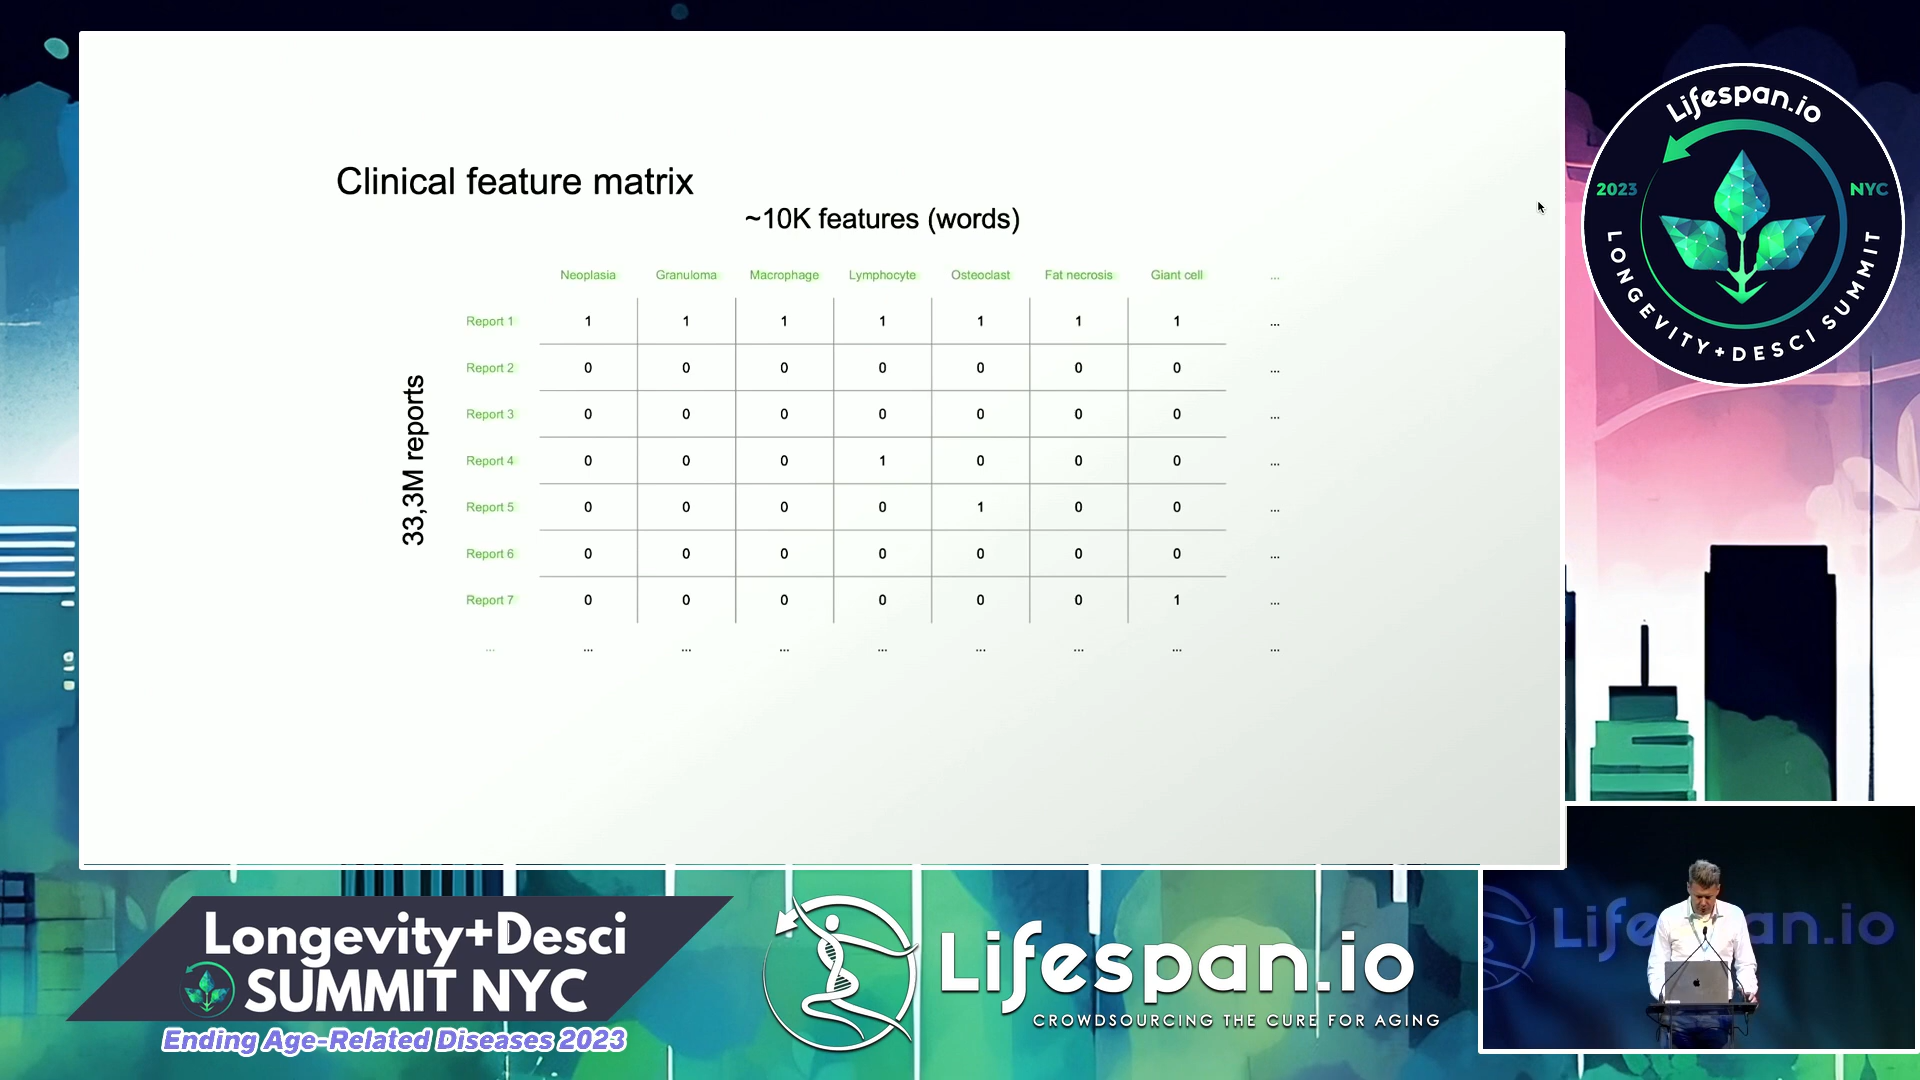 Clinical feature matrix
~10K features (words)
Neoplasia Granuloma Macrophage Lymphocyte Osteoclast Fat necrosis Giant cell ...
33,3M reports
Report 1 1 1 1 1 1 1 1 ...
Report 2 0 0 0 0 0 0 0 ...
Report 3 0 0 0 0 0 0 0 ...
Report 4 0 0 0 1 0 0 0 ...
Report 5 0 0 0 0 1 0 0 ...
Report 6 0 0 0 0 0 0 0 ...
Report 7 0 0 0 0 0 0 1 ...
... ... ... ... ... ... ... ... ...
Lifespan.io
2023 NYC
LONGEVITY+DESCI SUMMIT
Longevity+Desci
SUMMIT NYC
Ending Age-Related Diseases 2023
Lifespan.io
CROWDSOURCING THE CURE FOR AGING
Lifespan.io